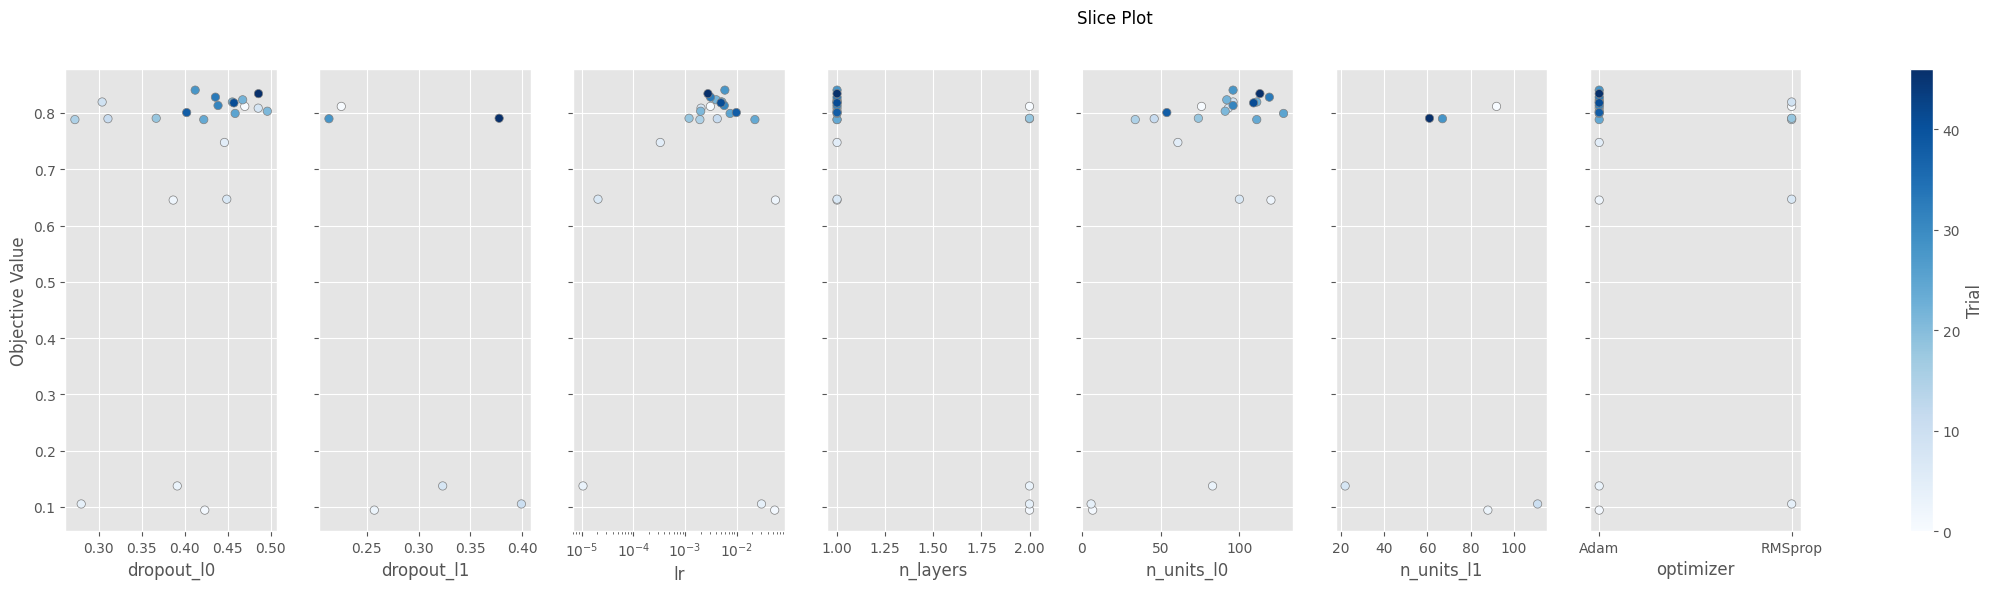 Slice Plot
Objective Value
0.8
0.7
0.6
0.5
0.4
0.3
0.2
0.1
0.30 0.35 0.40 0.45 0.50
dropout_l0
0.25 0.30 0.35 0.40
dropout_l1
10⁻⁵ 10⁻⁴ 10⁻³ 10⁻²
lr
1.00 1.25 1.50 1.75 2.00
n_layers
0 50 100
n_units_l0
20 40 60 80 100
n_units_l1
Adam RMSprop
optimizer
40
30
20
10
0
Trial